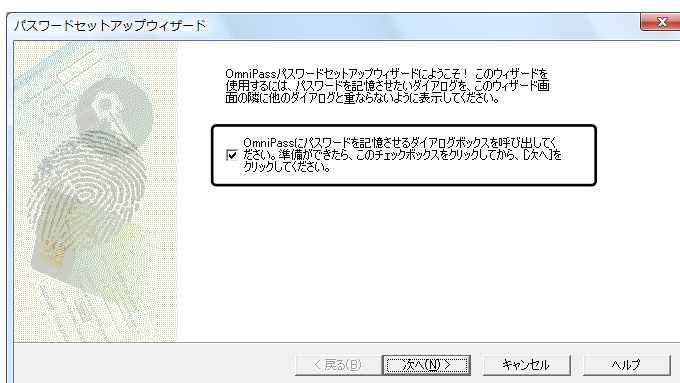 パスワードセットアップウィザード
OmniPassパスワードセットアップウィザードにようこそ！ このウィザードを
使用するには、パスワードを記憶させたいダイアログを、このウィザード画
面の隣に他のダイアログと重ならないように表示してください。
OmniPassにパスワードを記憶させるダイアログボックスを呼び出してく
ださい。準備ができたら、このチェックボックスをクリックしてから、[次へ]を
クリックしてください。
< 戻る(B)
次へ(N) >
キャンセル
ヘルプ